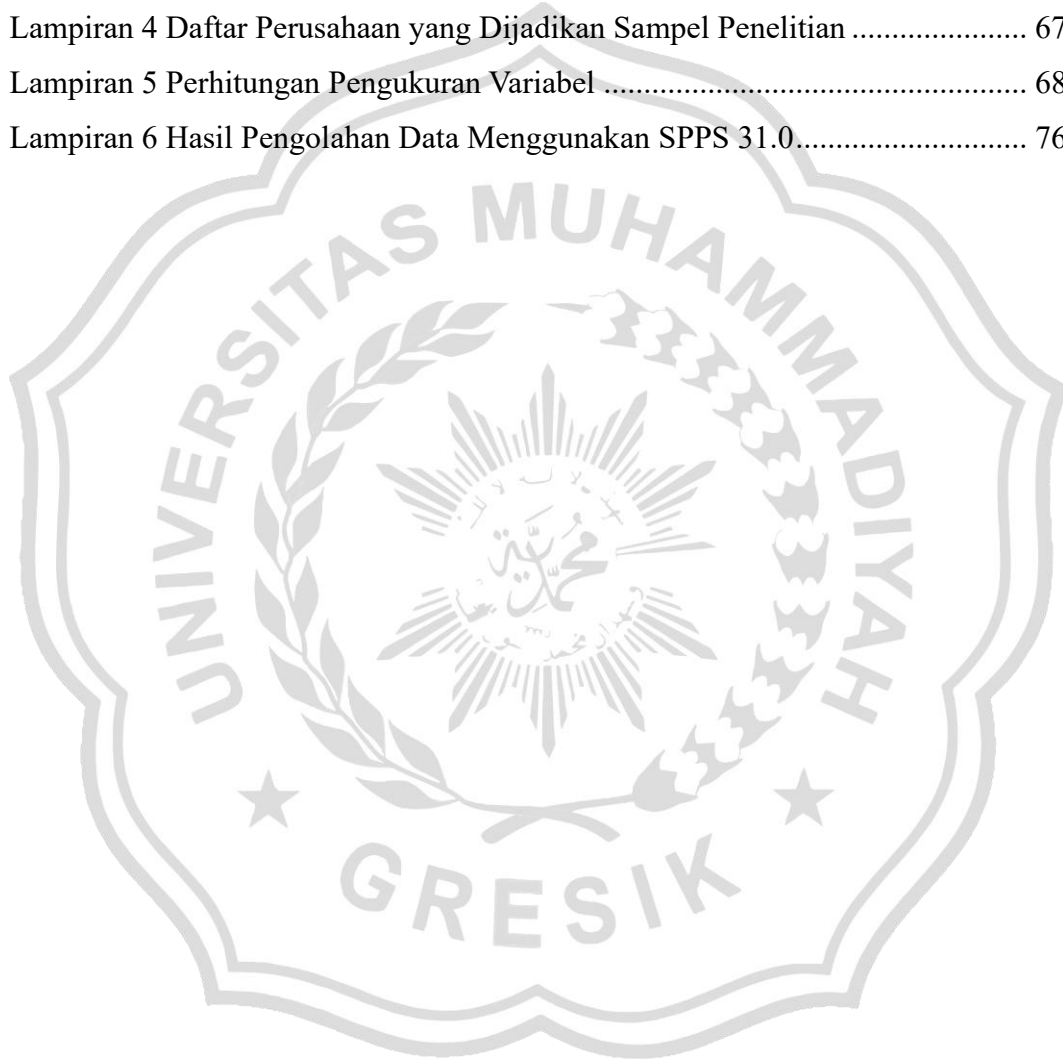 Lampiran 4 Daftar Perusahaan yang Dijadikan Sampel Penelitian ...................... 67
Lampiran 5 Perhitungan Pengukuran Variabel .................................................... 68
Lampiran 6 Hasil Pengolahan Data Menggunakan SPPS 31.0............................ 76
UNIVERSITAS MUHAMMADIYAH
محمدية
GRESIK